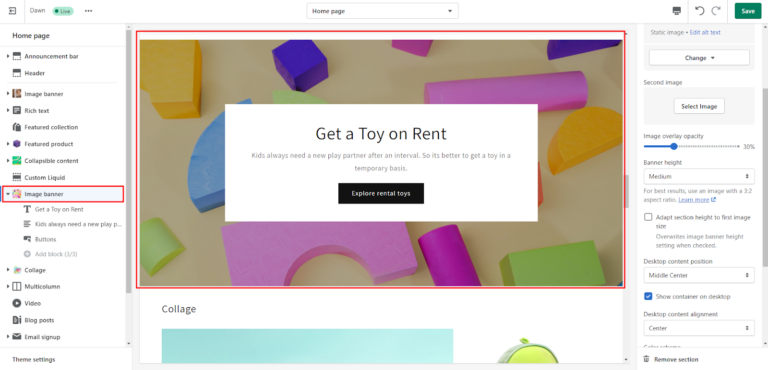 Dawn
Live
Home page
Save
Home page
Announcement bar
Header
Image banner
Rich text
Featured collection
Featured product
Collapsible content
Custom Liquid
Image banner
Get a Toy on Rent
Kids always need a new play p...
Buttons
Add block (3/3)
Collage
Multicolumn
Video
Blog posts
Email signup
Theme settings
Get a Toy on Rent
Kids always need a new play partner after an interval. So its better to get a toy in a
temporary basis.
Explore rental toys
Collage
Static image • Edit alt text
Change
Second image
Select Image
Image overlay opacity
30%
Banner height
Medium
For best results, use an image with a 3:2
aspect ratio. Learn more
Adapt section height to first image
size
Overwrites image banner height
setting when checked.
Desktop content position
Middle Center
Show container on desktop
Desktop content alignment
Center
Remove section